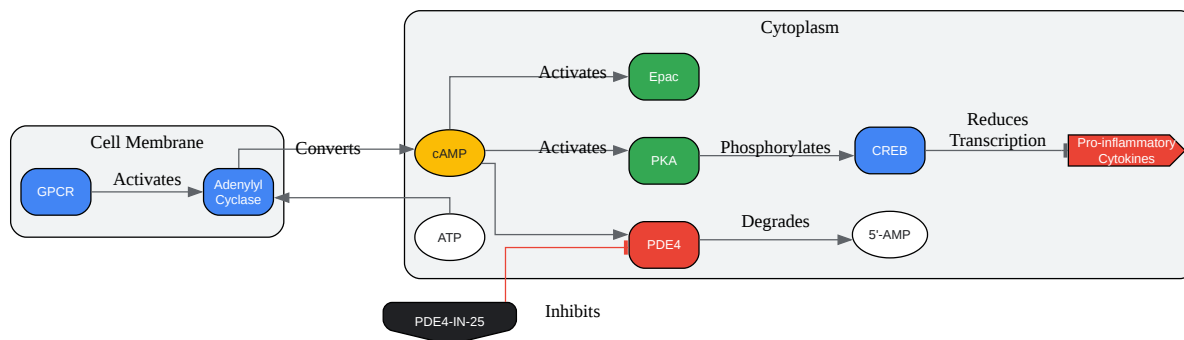 Cytoplasm
Activates
Epac
Cell Membrane
Converts
cAMP
Activates
PKA
Phosphorylates
CREB
Reduces
Transcription
Pro-inflammatory
Cytokines
GPCR
Activates
Adenylyl
Cyclase
ATP
PDE4
Degrades
5'-AMP
PDE4-IN-25
Inhibits